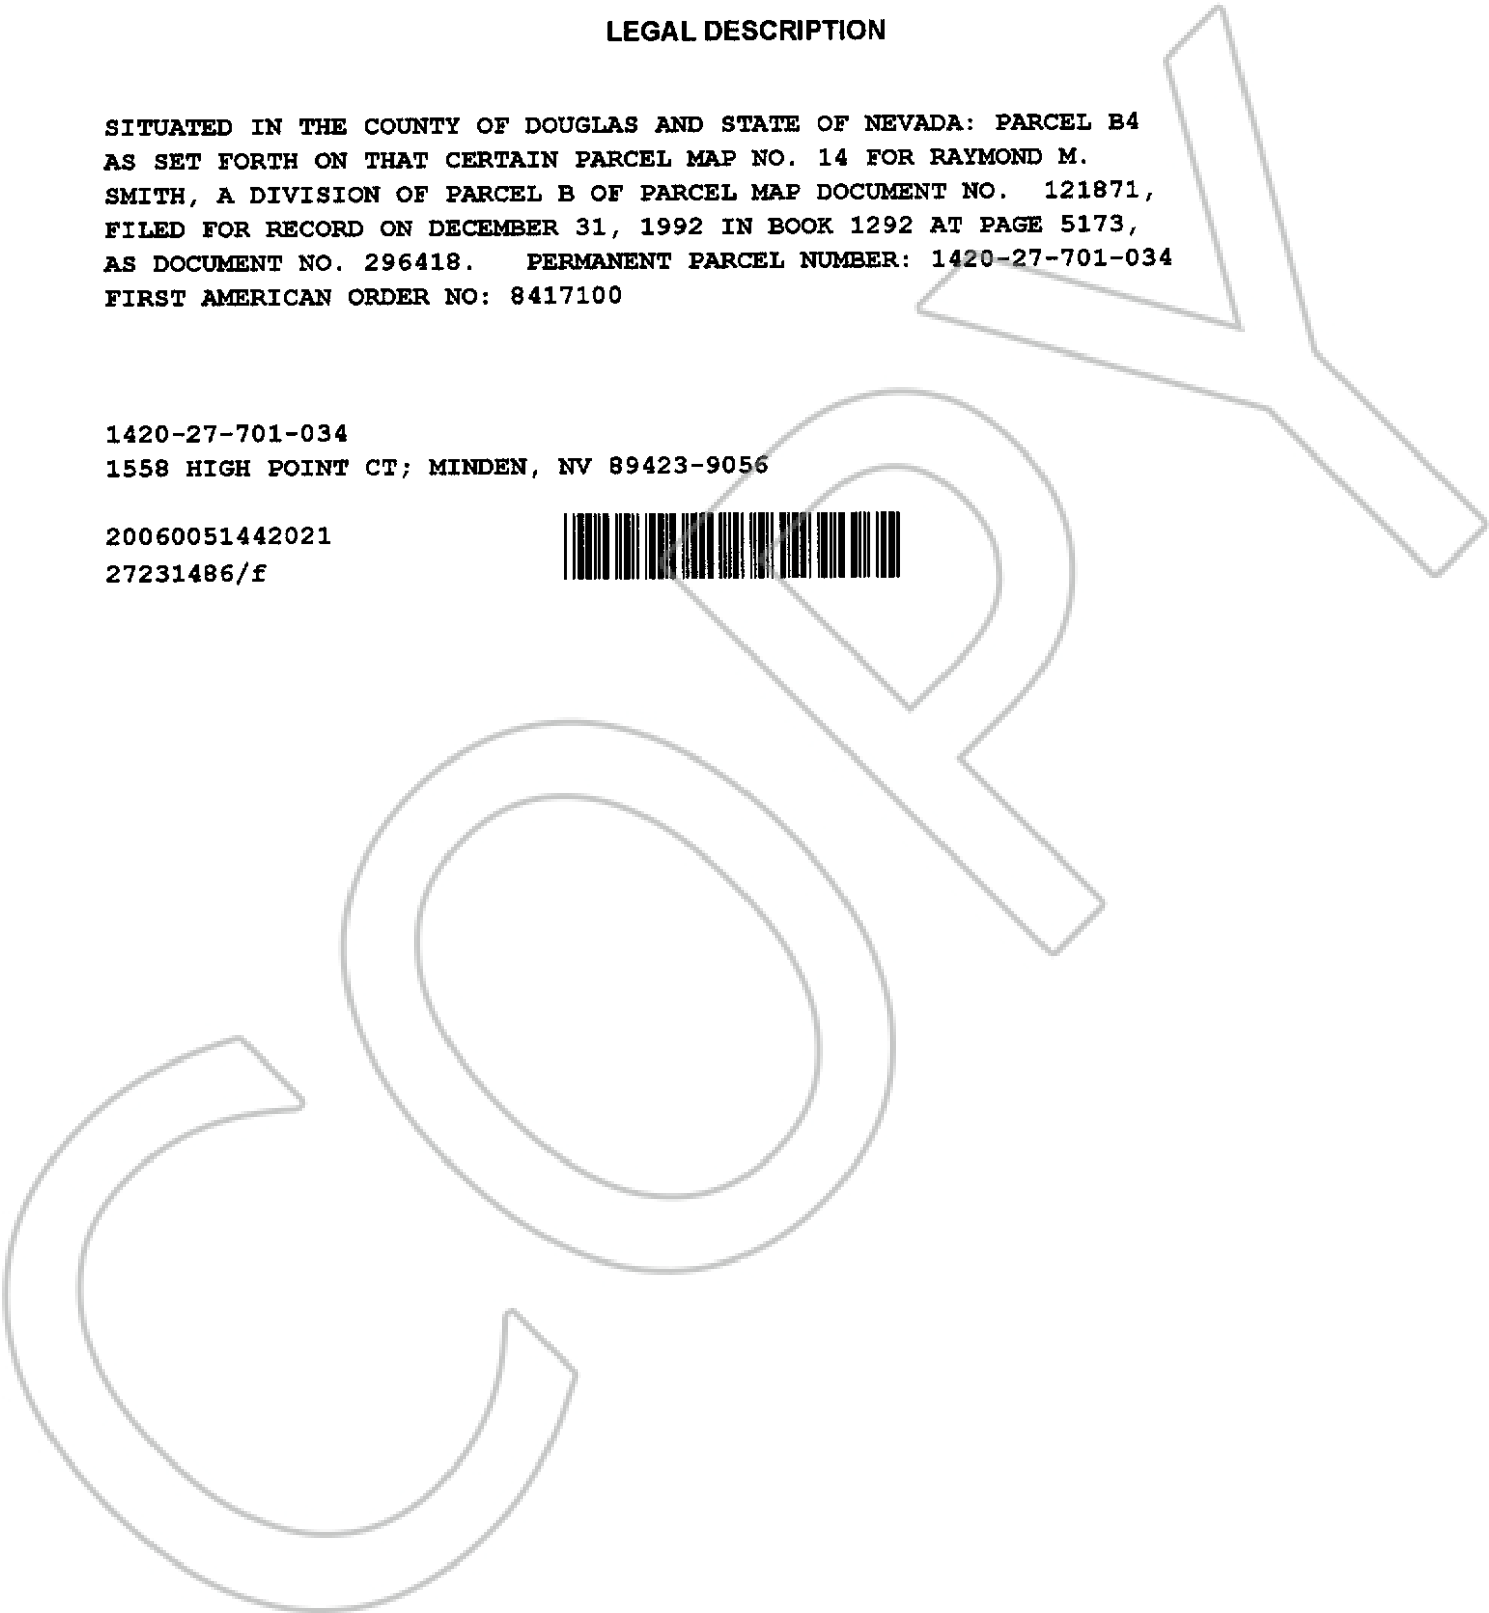 LEGAL DESCRIPTION
SITUATED IN THE COUNTY OF DOUGLAS AND STATE OF NEVADA: PARCEL B4
AS SET FORTH ON THAT CERTAIN PARCEL MAP NO. 14 FOR RAYMOND M.
SMITH, A DIVISION OF PARCEL B OF PARCEL MAP DOCUMENT NO. 121871,
FILED FOR RECORD ON DECEMBER 31, 1992 IN BOOK 1292 AT PAGE 5173,
AS DOCUMENT NO. 296418. PERMANENT PARCEL NUMBER: 1420-27-701-034
FIRST AMERICAN ORDER NO: 8417100
1420-27-701-034
1558 HIGH POINT CT; MINDEN, NV 89423-9056
20060051442021
27231486/f
COPY